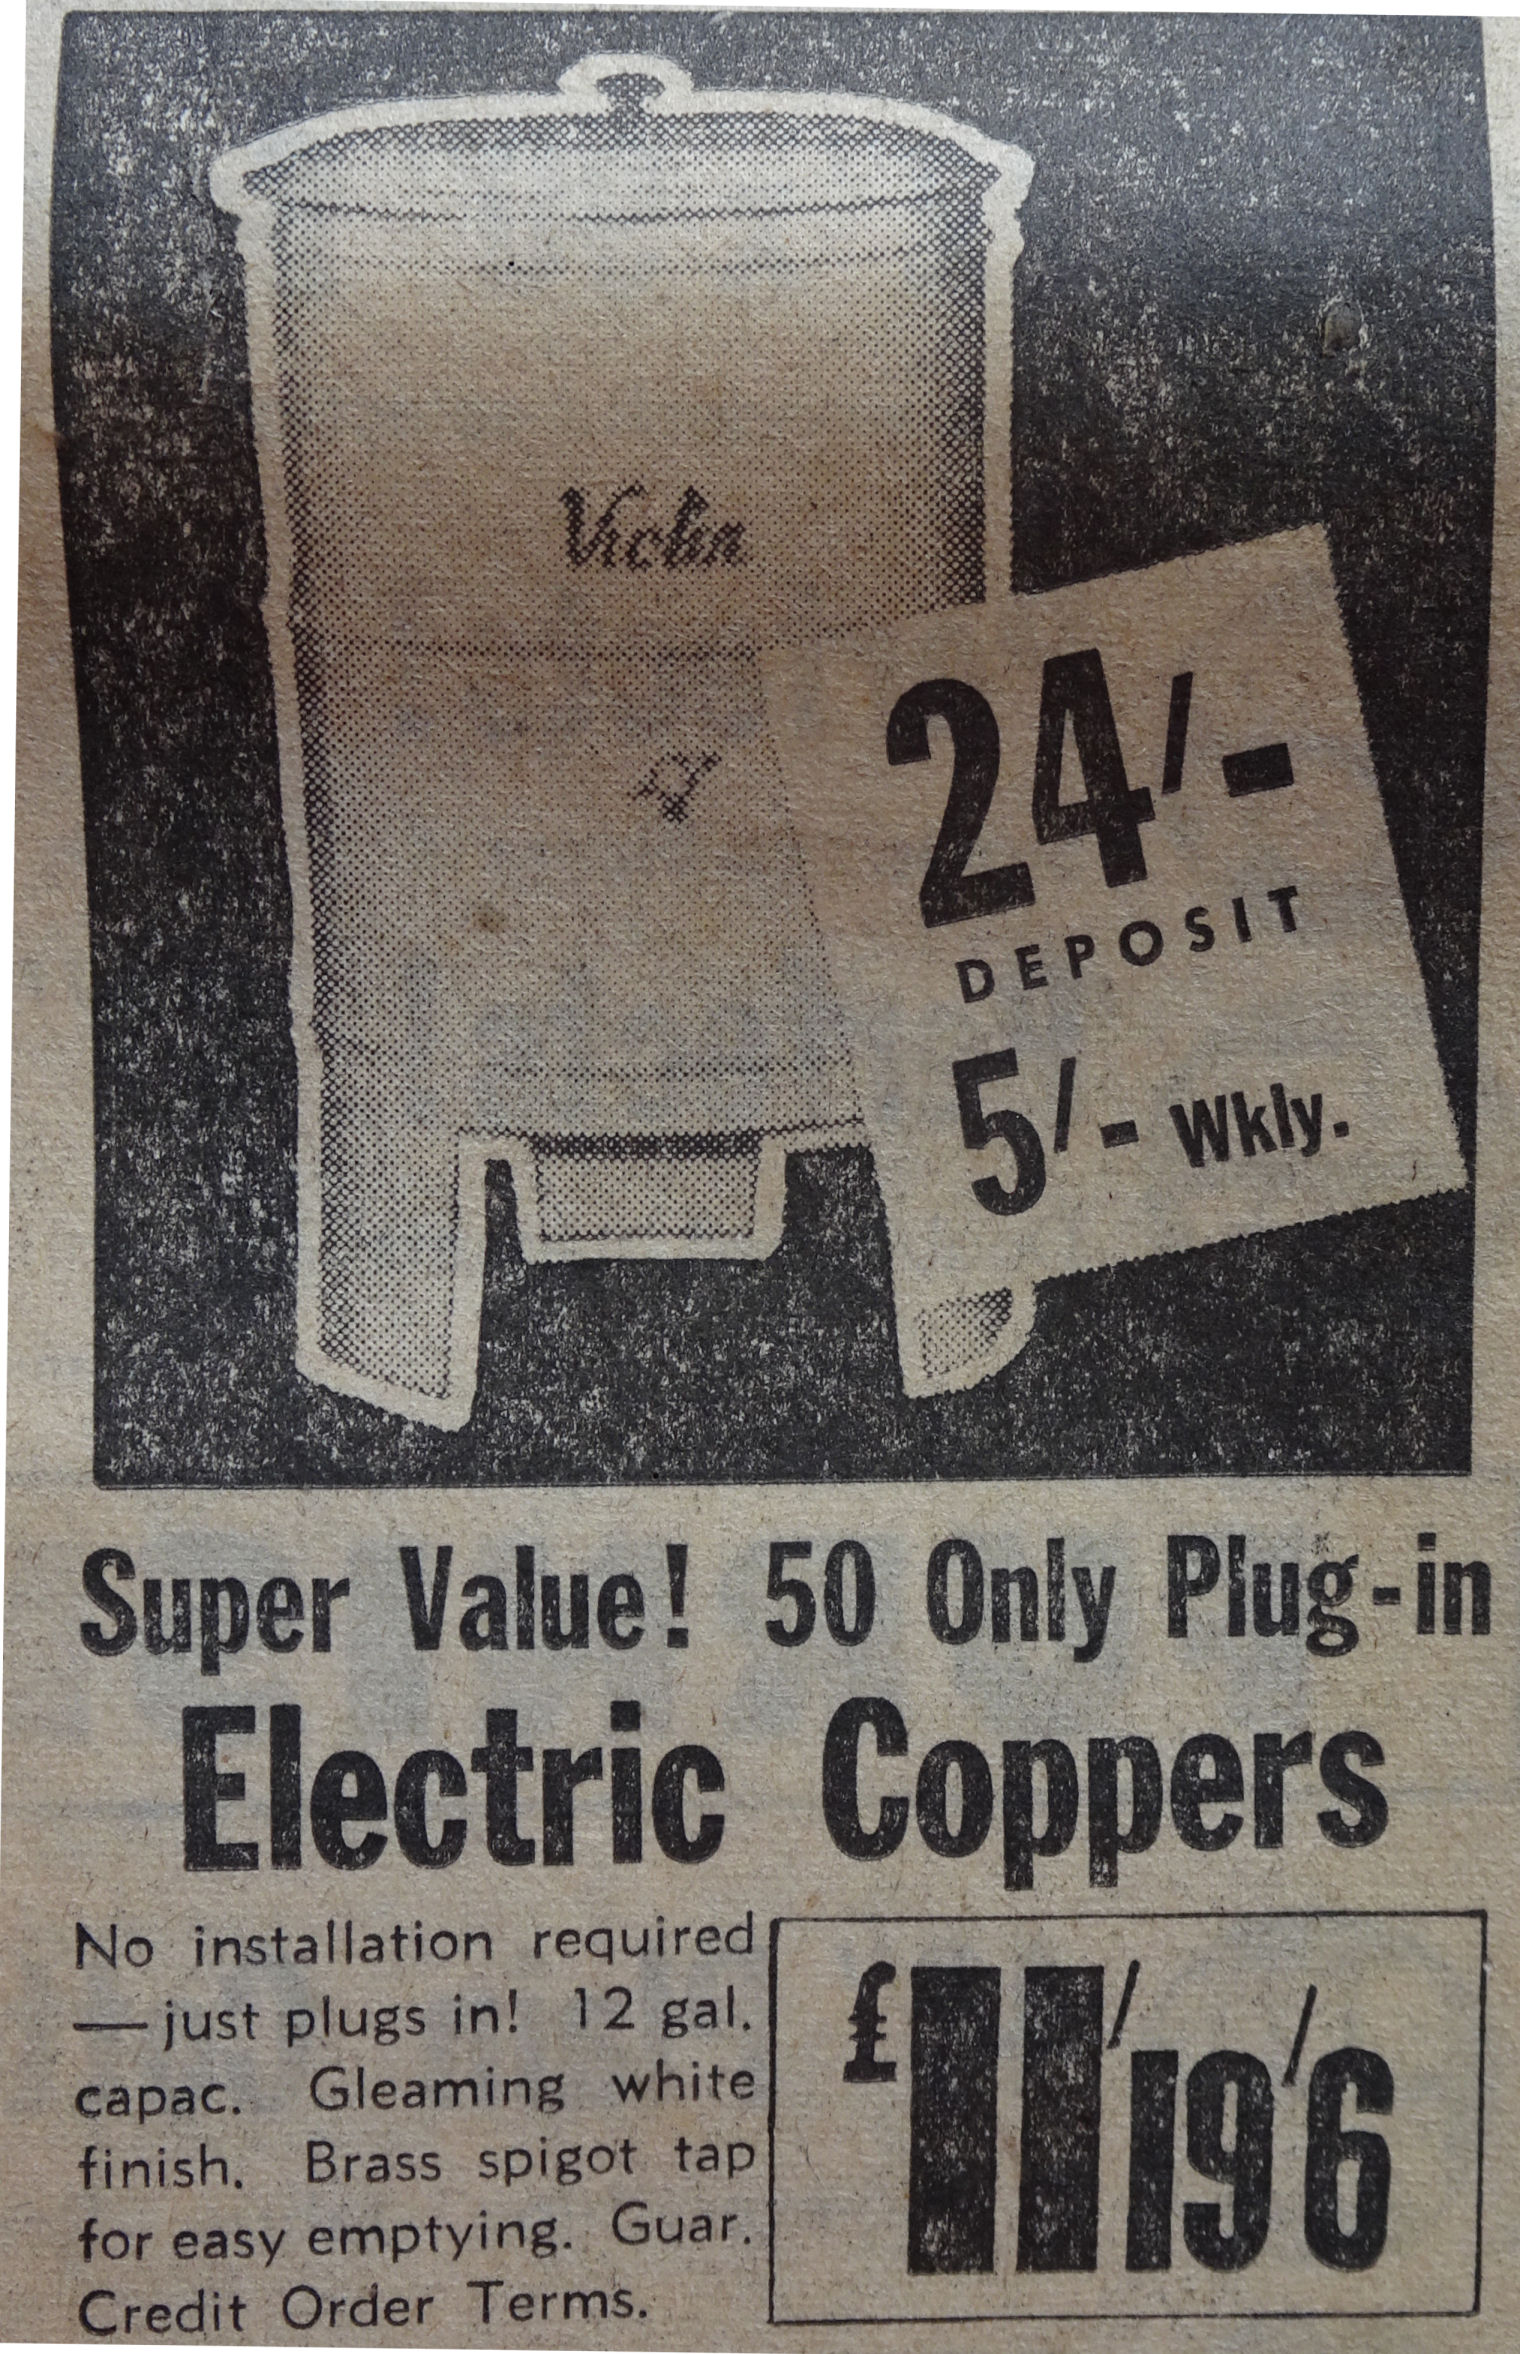 24/-
DEPOSIT
5/- Wkly.
Super Value! 50 Only Plug-in
Electric Coppers
No installation required
—just plugs in! 12 gal.
capac. Gleaming white
finish. Brass spigot tap
for easy emptying. Guar.
Credit Order Terms.
£11/19/6